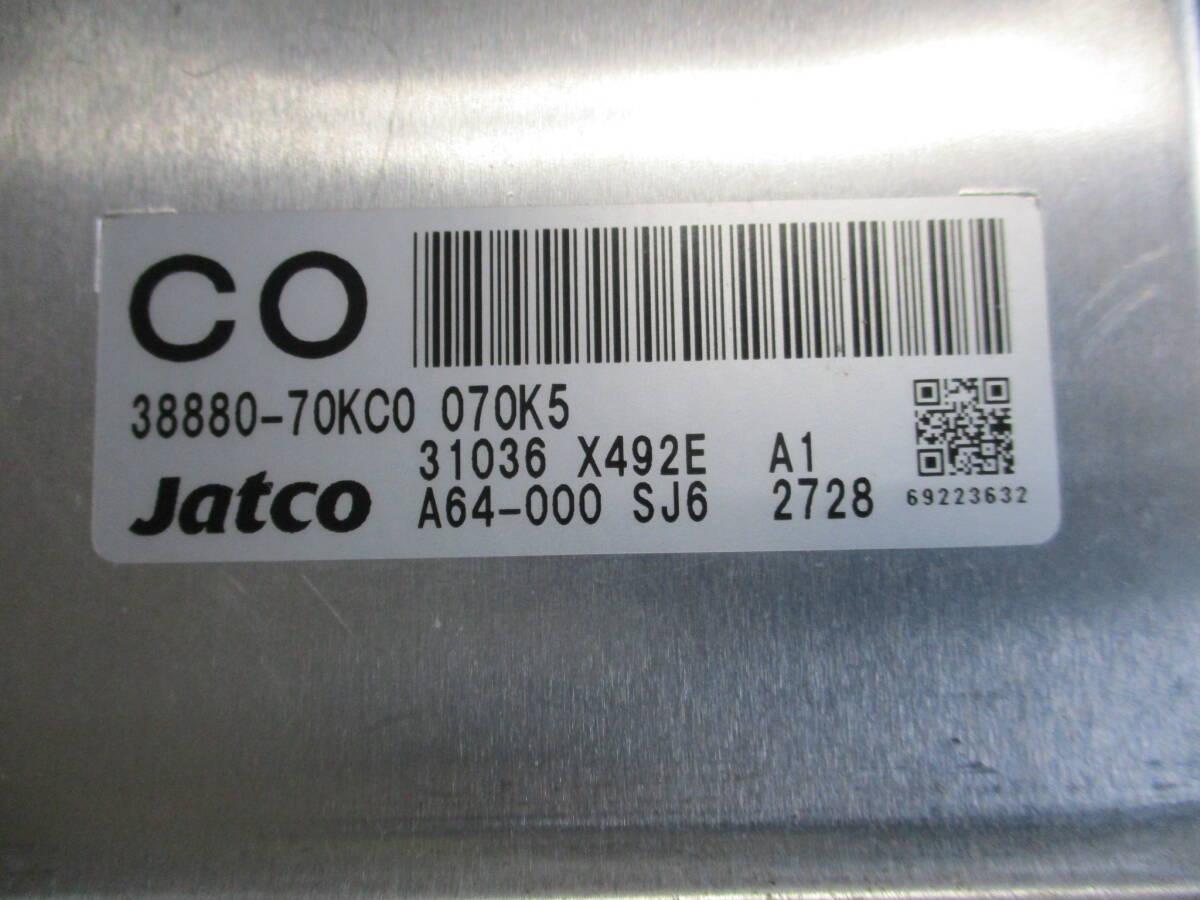 CO
38880-70KC0 070K5
31036 X492E A1
Jatco A64-000 SJ6 2728
69223632